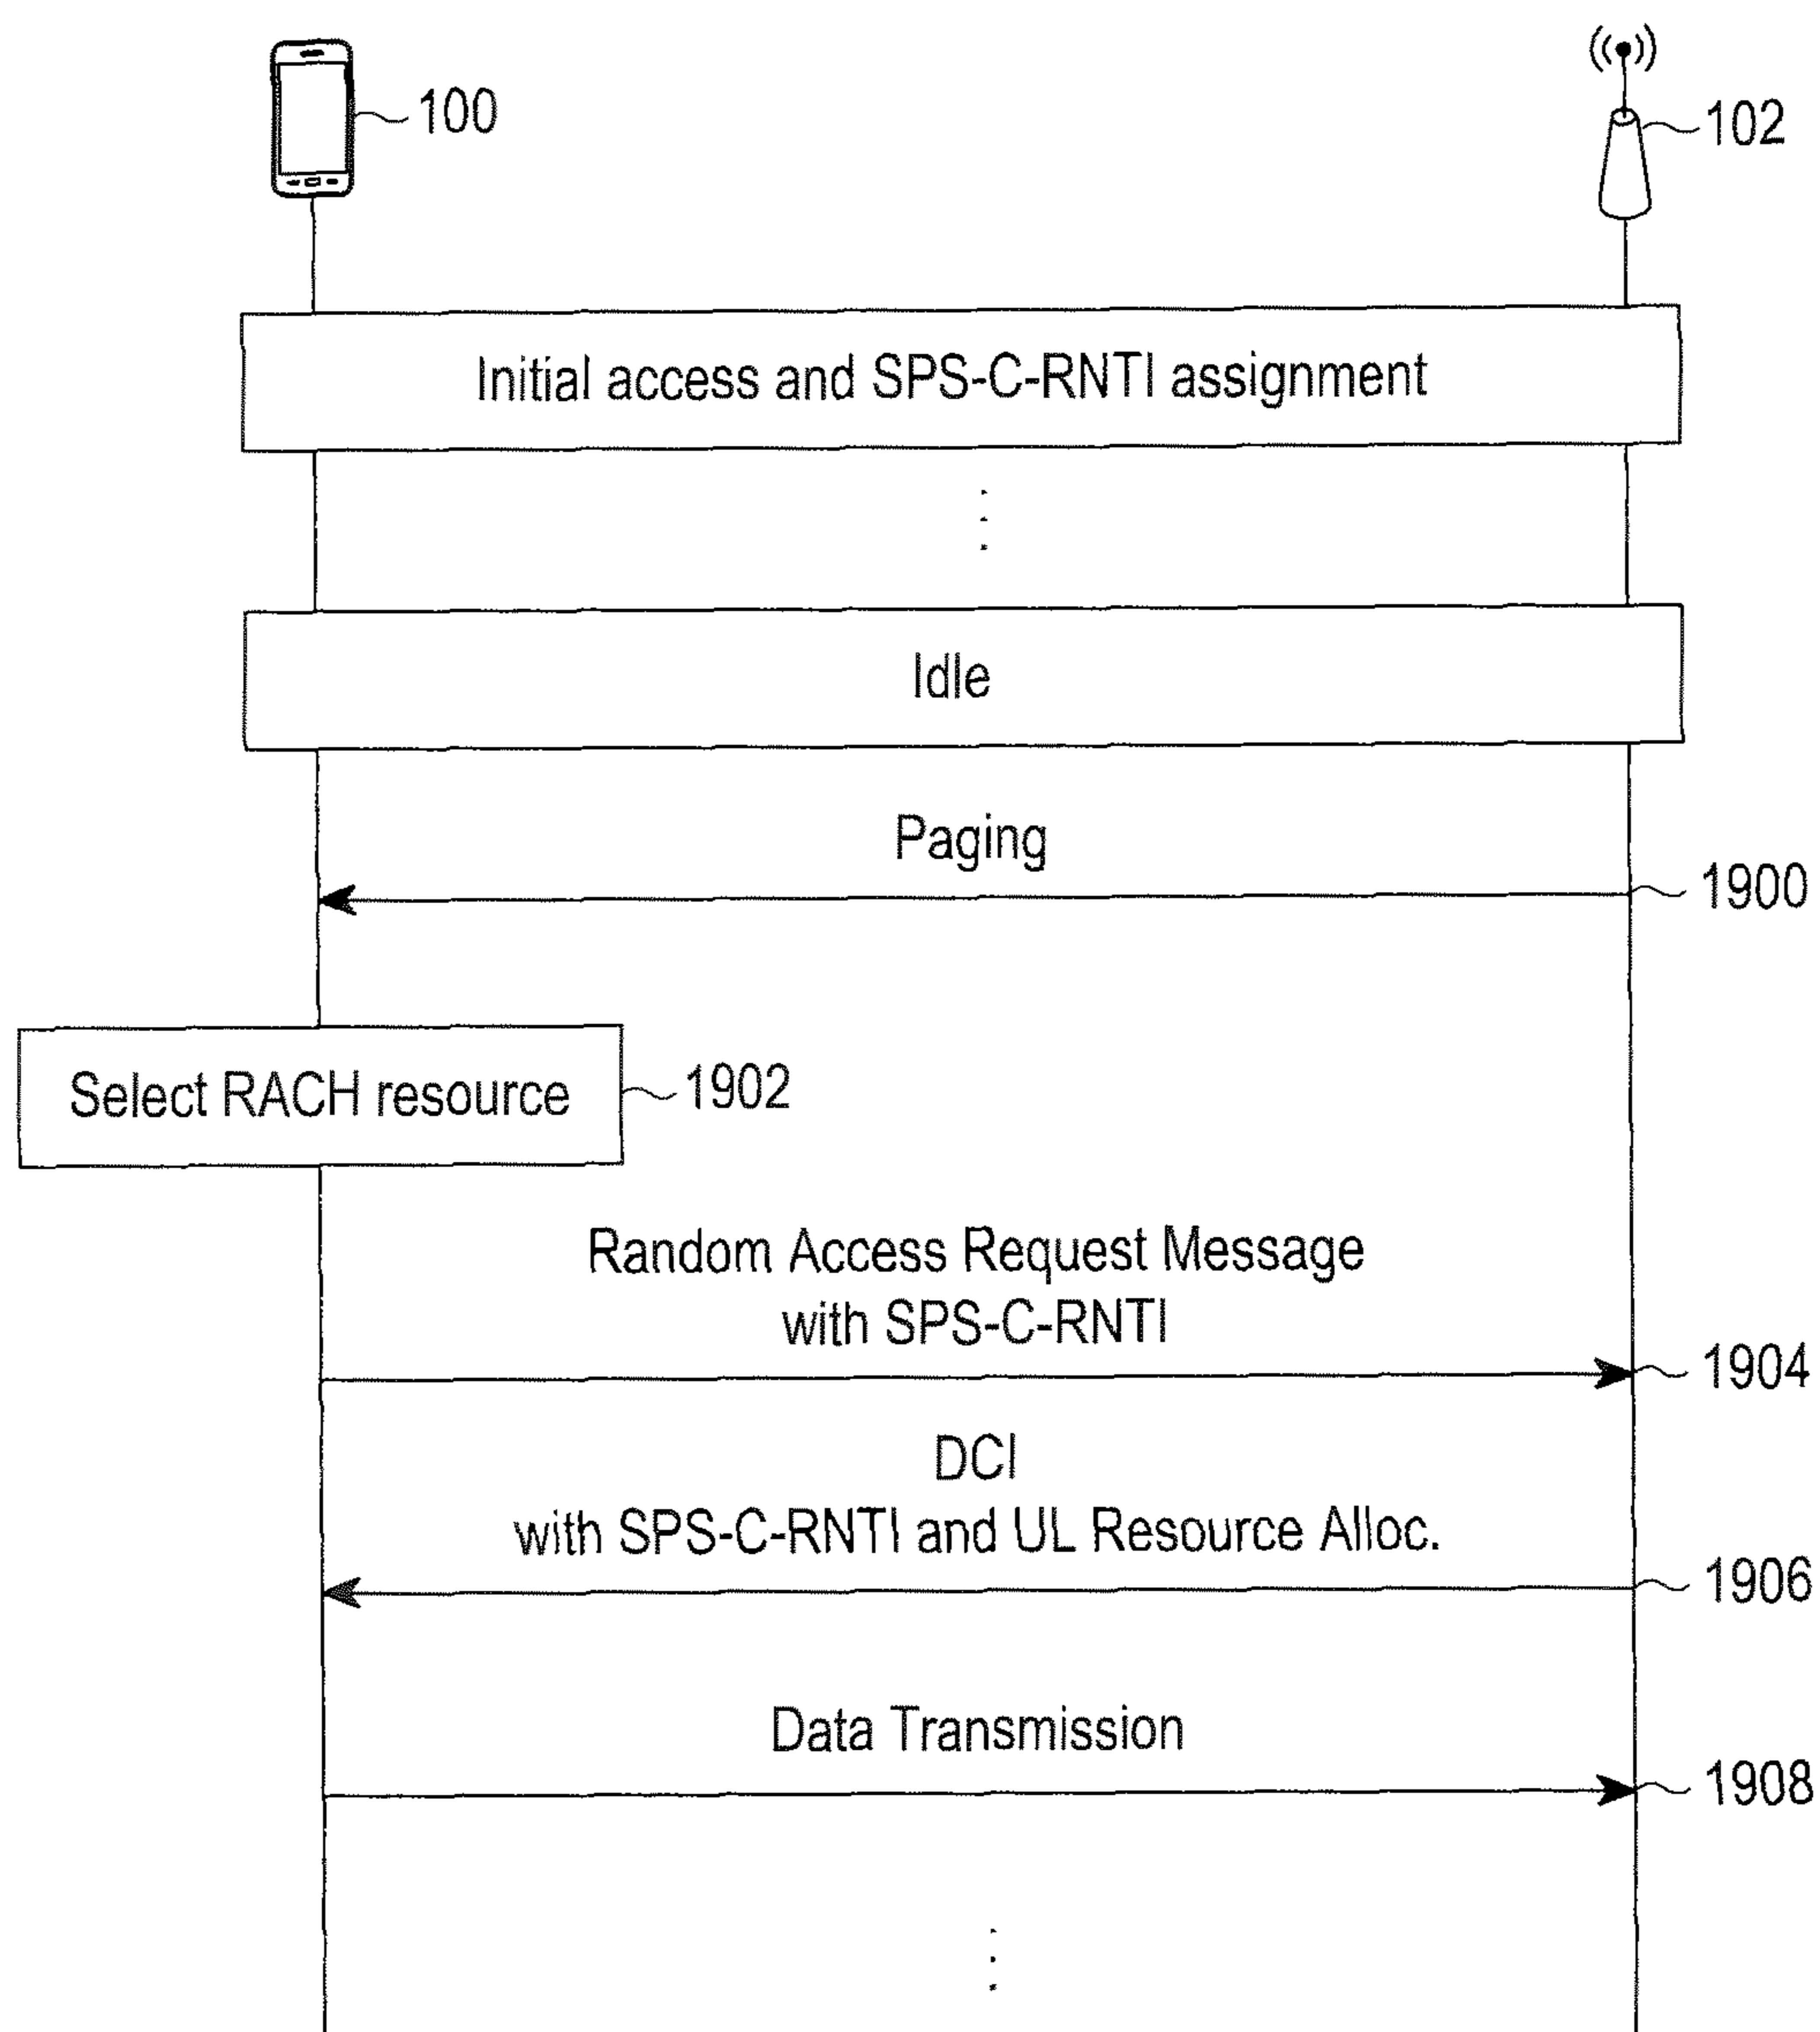 100
102
Initial access and SPS-C-RNTI assignment
Idle
Paging
1900
Select RACH resource
1902
Random Access Request Message
with SPS-C-RNTI
1904
DCI
with SPS-C-RNTI and UL Resource Alloc.
1906
Data Transmission
1908